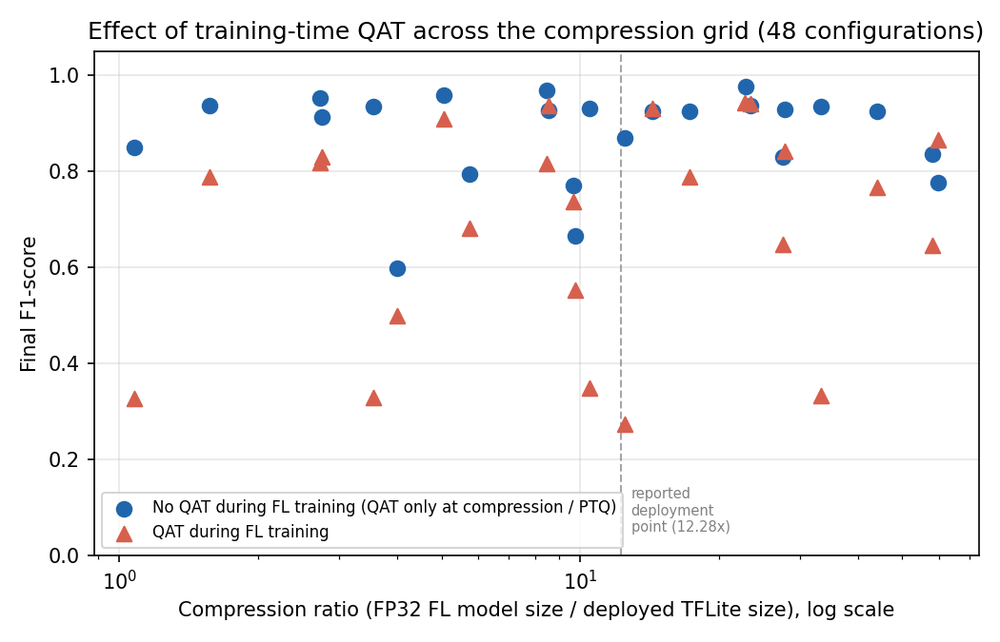 Effect of training-time QAT across the compression grid (48 configurations)
Final F1-score
1.0
0.8
0.6
0.4
0.2
0.0
No QAT during FL training (QAT only at compression / PTQ)
QAT during FL training
reported
deployment
point (12.28x)
10⁰
10¹
Compression ratio (FP32 FL model size / deployed TFLite size), log scale